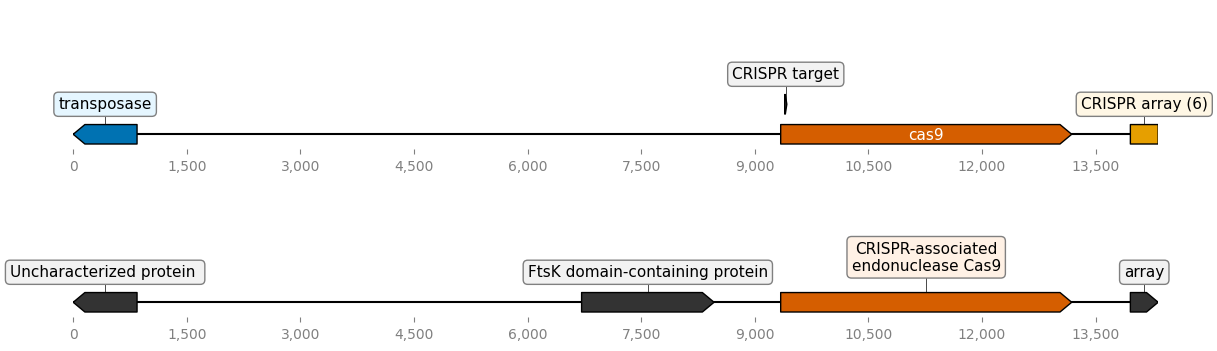 CRISPR target
transposase
CRISPR array (6)
cas9
0 1,500 3,000 4,500 6,000 7,500 9,000 10,500 12,000 13,500
CRISPR-associated
endonuclease Cas9
Uncharacterized protein
FtsK domain-containing protein
array
0 1,500 3,000 4,500 6,000 7,500 9,000 10,500 12,000 13,500